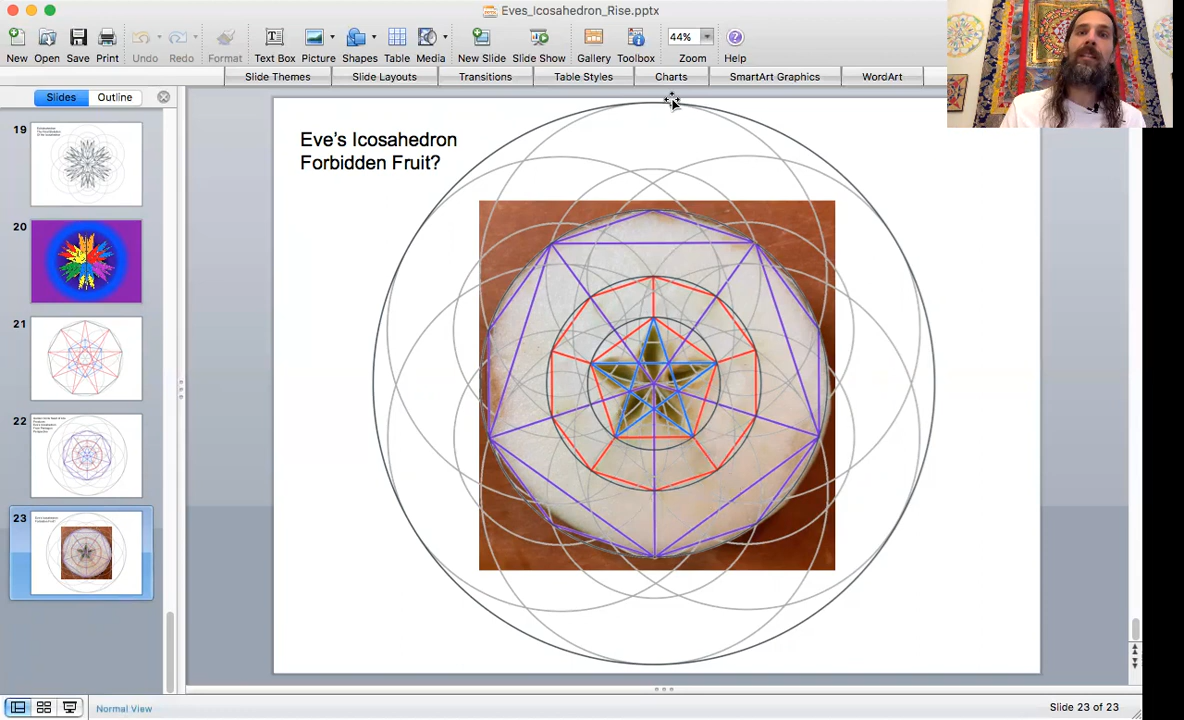 Eves_Icosahedron_Rise.pptx
New Open Save Print Undo Redo Format Text Box Picture Shapes Table Media New Slide Slide Show Gallery Toolbox 44% Zoom Help
Slide Themes Slide Layouts Transitions Table Styles Charts SmartArt Graphics WordArt
Slides Outline
19
20
21
22
23
Eve's Icosahedron
Forbidden Fruit?
Normal View
Slide 23 of 23